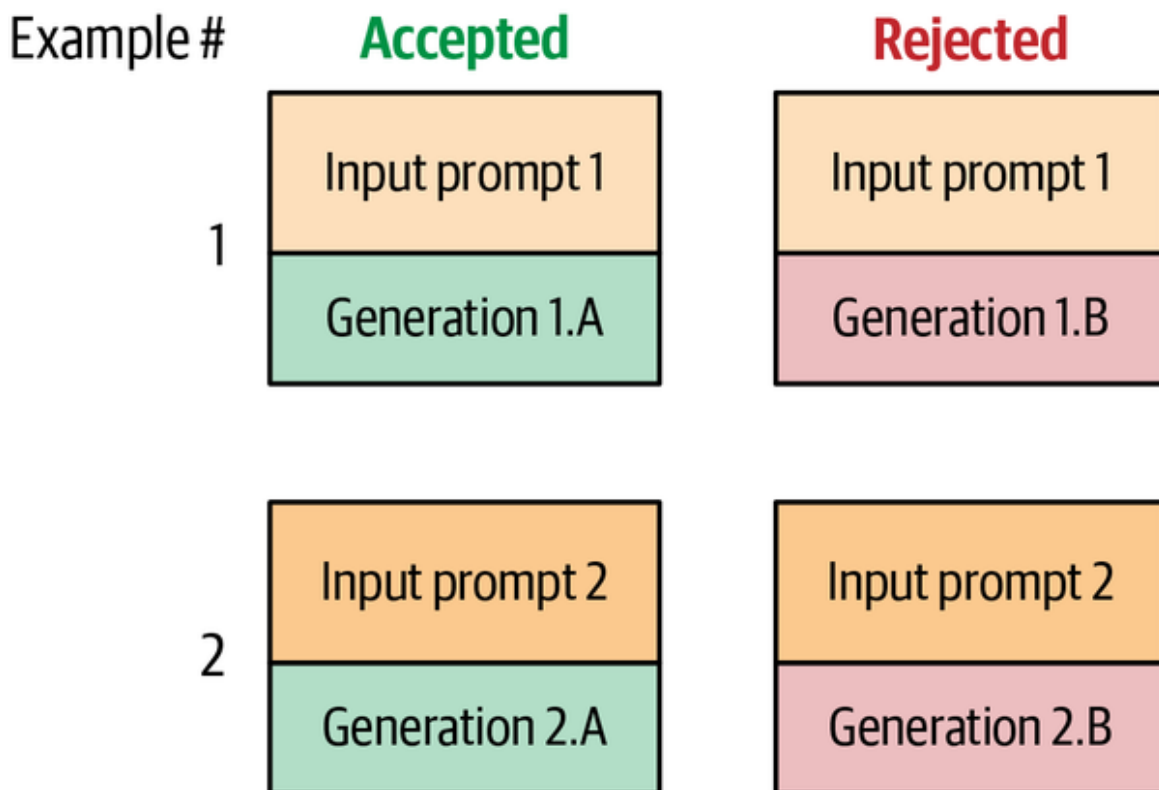 Example # Accepted Rejected
Input prompt 1 Input prompt 1
1
Generation 1.A Generation 1.B
Input prompt 2 Input prompt 2
2
Generation 2.A Generation 2.B